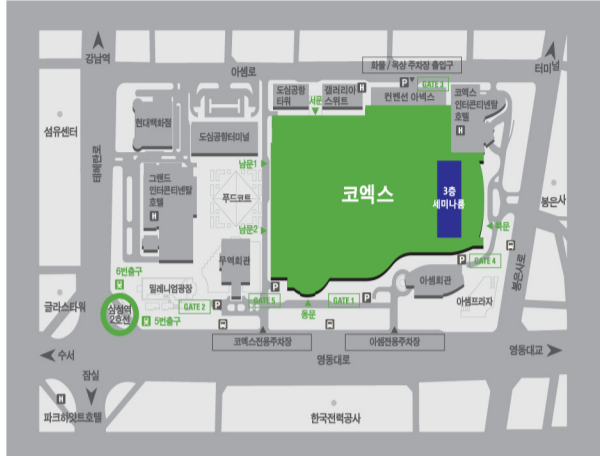 강남역
터미널
화물 / 옥상 주차장 출입구
아셈로
P
GATE 3
도심공항
타워
갤러리아
스위트
H
컨벤션 아넥스
코엑스
인터콘티넨탈
호텔
H
서문
현대백화점
섬유센터
도심공항터미널
테헤란로
남문1
그랜드
인터콘티넨탈
호텔
H
푸드코트
코엑스
3층
세미나룸
봉은사
남문2
북문
무역회관
P
GATE 4
봉은사로
6번출구
밀레니엄광장
P
아셈회관
아셈프라자
글라스타워
삼성역
2호선
5번출구
GATE 2
P
GATE 5
동문
GATE 1
P
코엑스전용주차장
아셈전용주차장
수서
영동대로
영동대교
잠실
H
파크하얏트호텔
한국전력공사